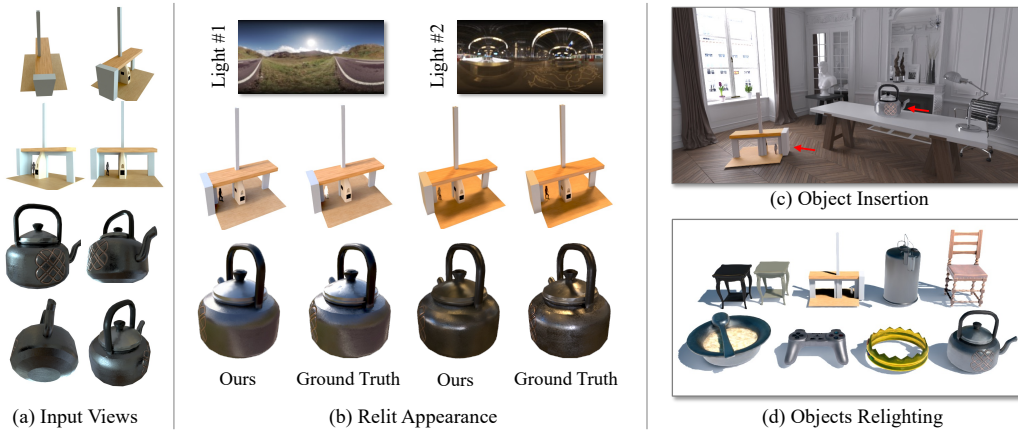 Light #1
Light #2
Ours
Ground Truth
Ours
Ground Truth
(a) Input Views
(b) Relit Appearance
(c) Object Insertion
(d) Objects Relighting